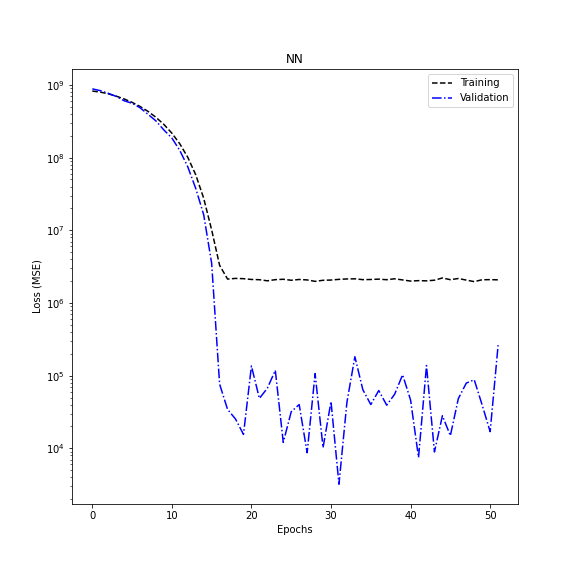 NN
Training
Validation
Loss (MSE)
10⁹
10⁸
10⁷
10⁶
10⁵
10⁴
0 10 20 30 40 50
Epochs